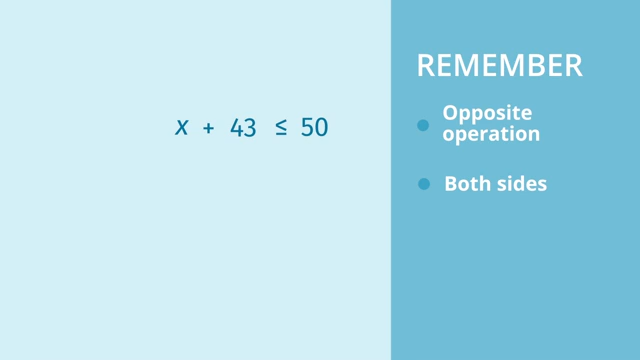 x + 43 ≤ 50
REMEMBER
Opposite
operation
Both sides